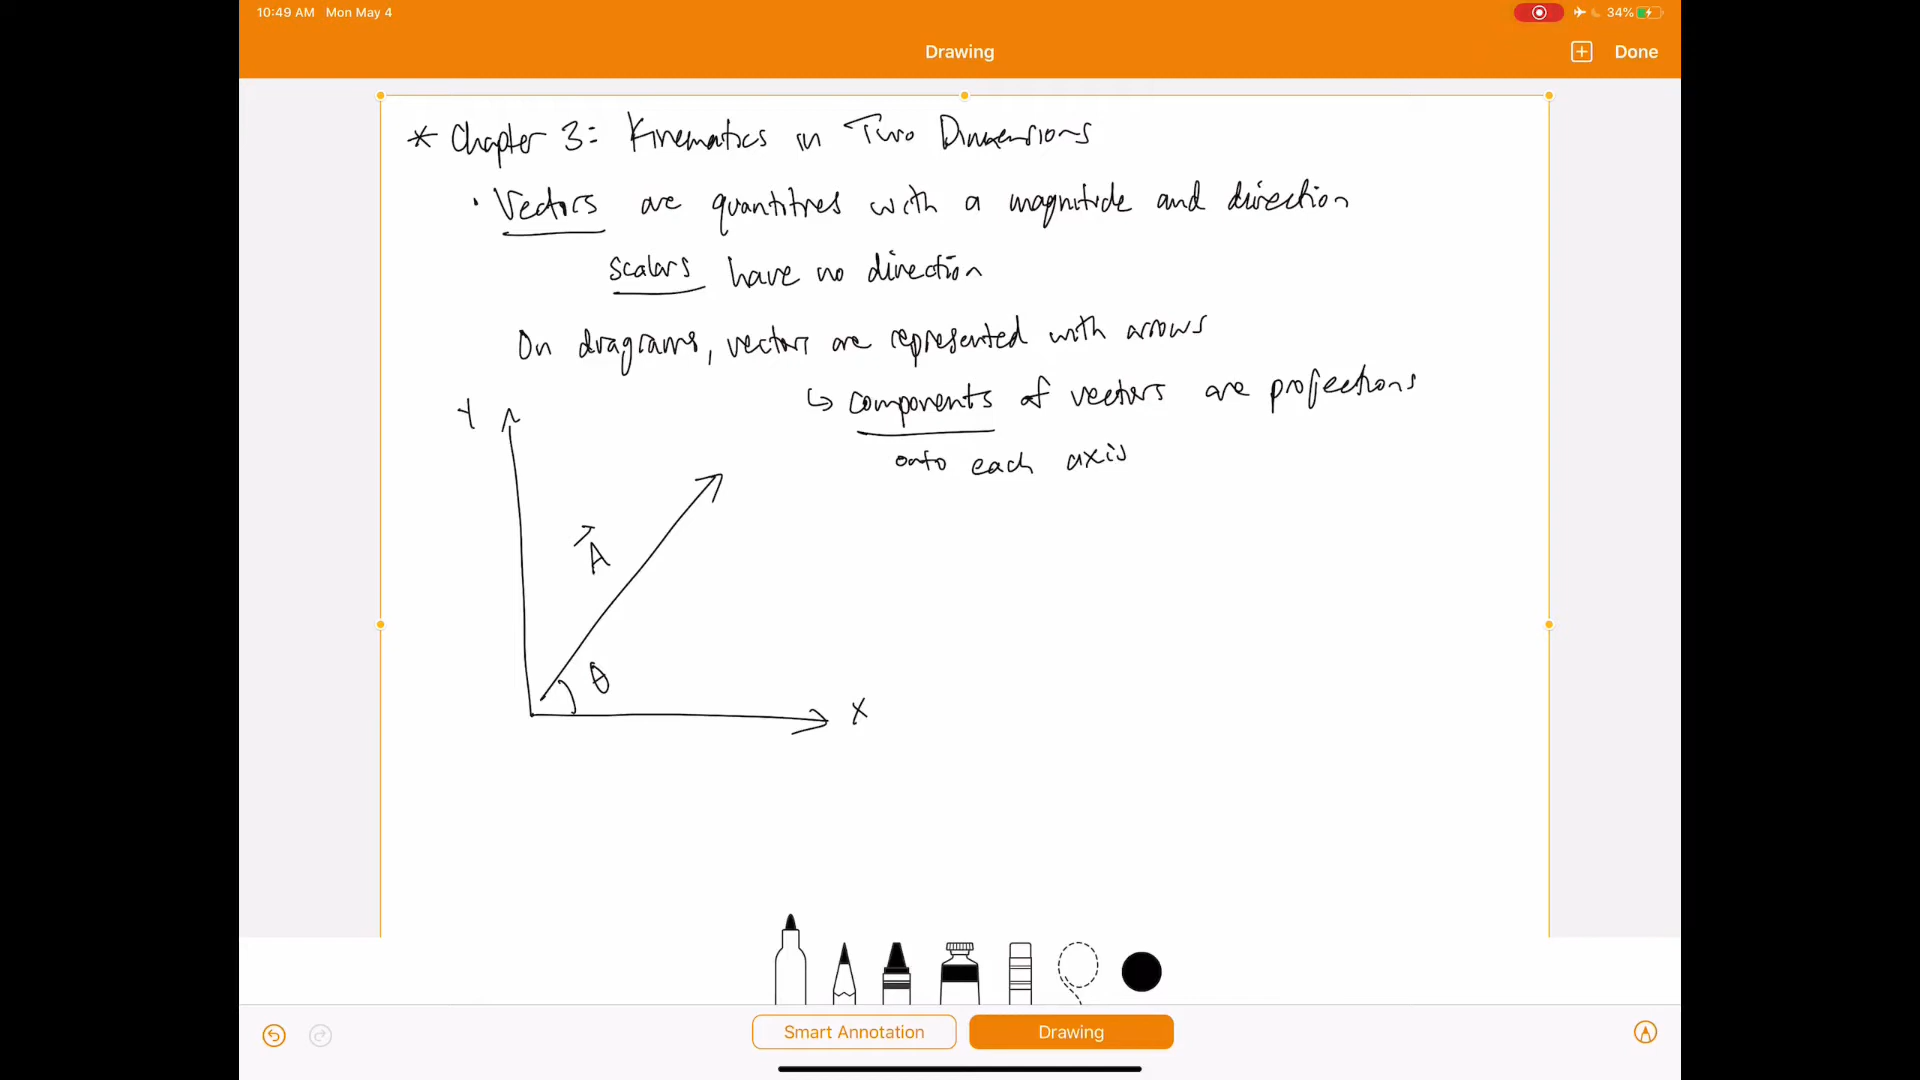 10:49 AM Mon May 4
34%
Drawing
Done
* Chapter 3: Kinematics in Two Dimensions
· Vectors are quantities with a magnitude and direction
scalars have no direction
On diagrams, vectors are represented with arrows
↳ components of vectors are projections
onto each axis
Y
A
θ
X
Smart Annotation
Drawing